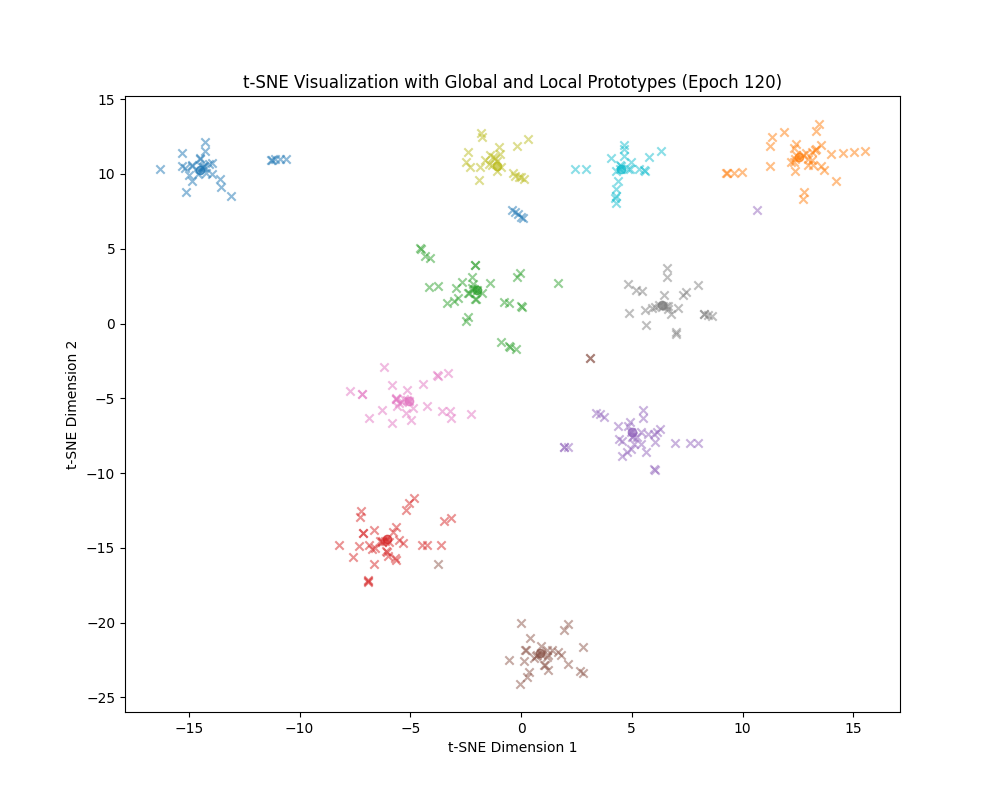 t-SNE Visualization with Global and Local Prototypes (Epoch 120)
15
10
5
0
−5
−10
−15
−20
−25
t-SNE Dimension 2
−15 −10 −5 0 5 10 15
t-SNE Dimension 1